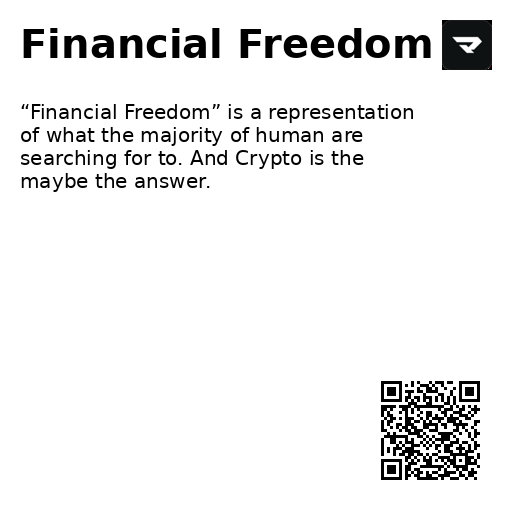 Financial Freedom
“Financial Freedom” is a representation
of what the majority of human are
searching for to. And Crypto is the
maybe the answer.